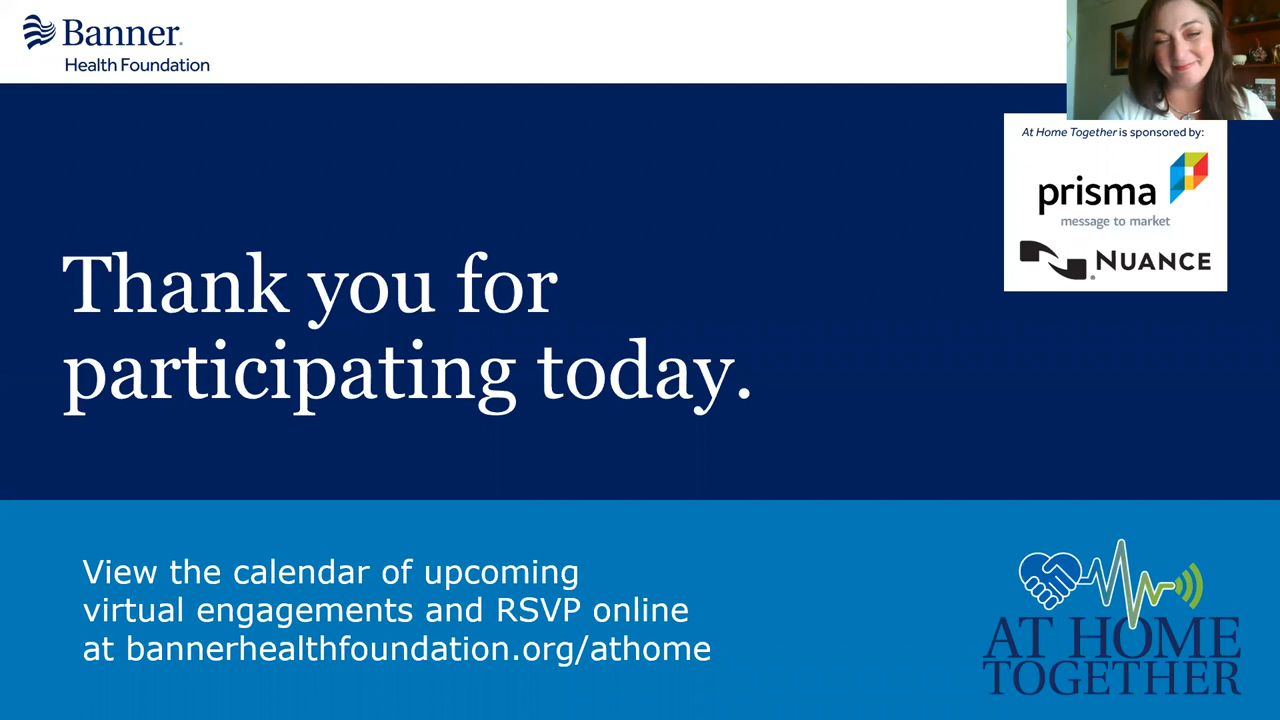 Banner®
Health Foundation
At Home Together is sponsored by:
prisma
message to market
NUANCE®
Thank you for
participating today.
View the calendar of upcoming
virtual engagements and RSVP online
at bannerhealthfoundation.org/athome
AT HOME
TOGETHER